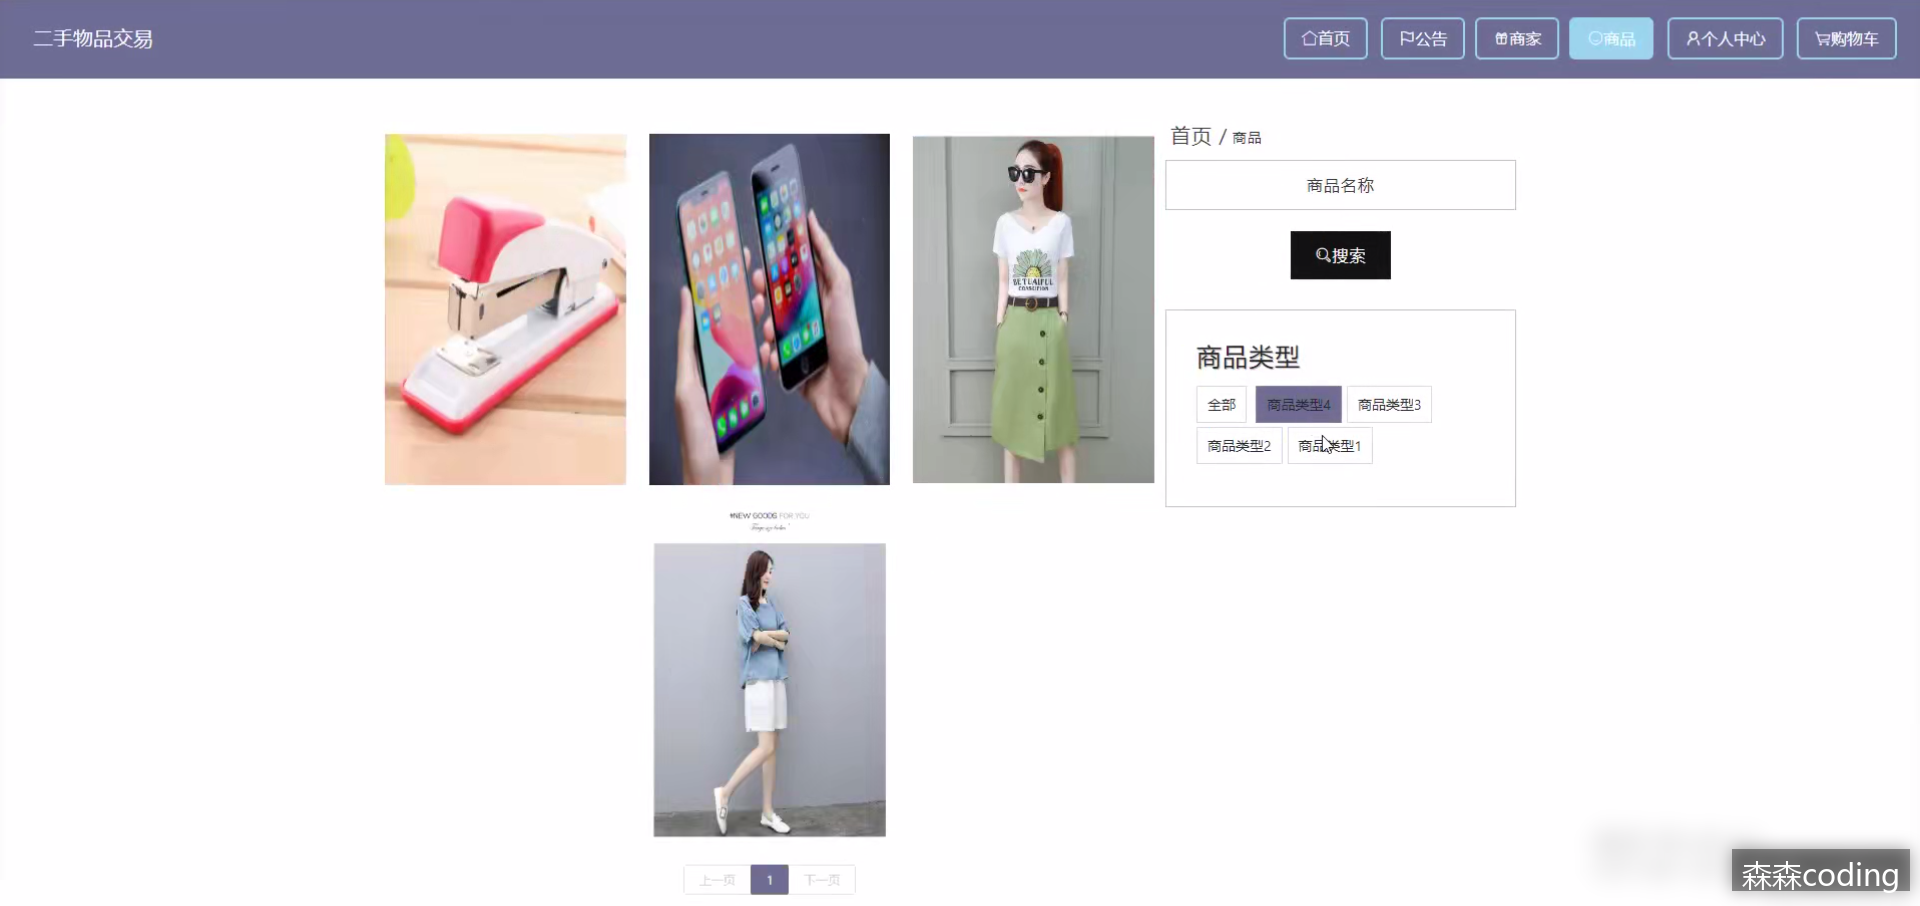 二手物品交易
首页
公告
商家
商品
个人中心
购物车
首页 / 商品
商品名称
搜索
商品类型
全部
商品类型4
商品类型3
商品类型2
商品类型1
NEW GOODS FOR YOU
BEAUTIFUL
上一页
1
下一页
森森coding